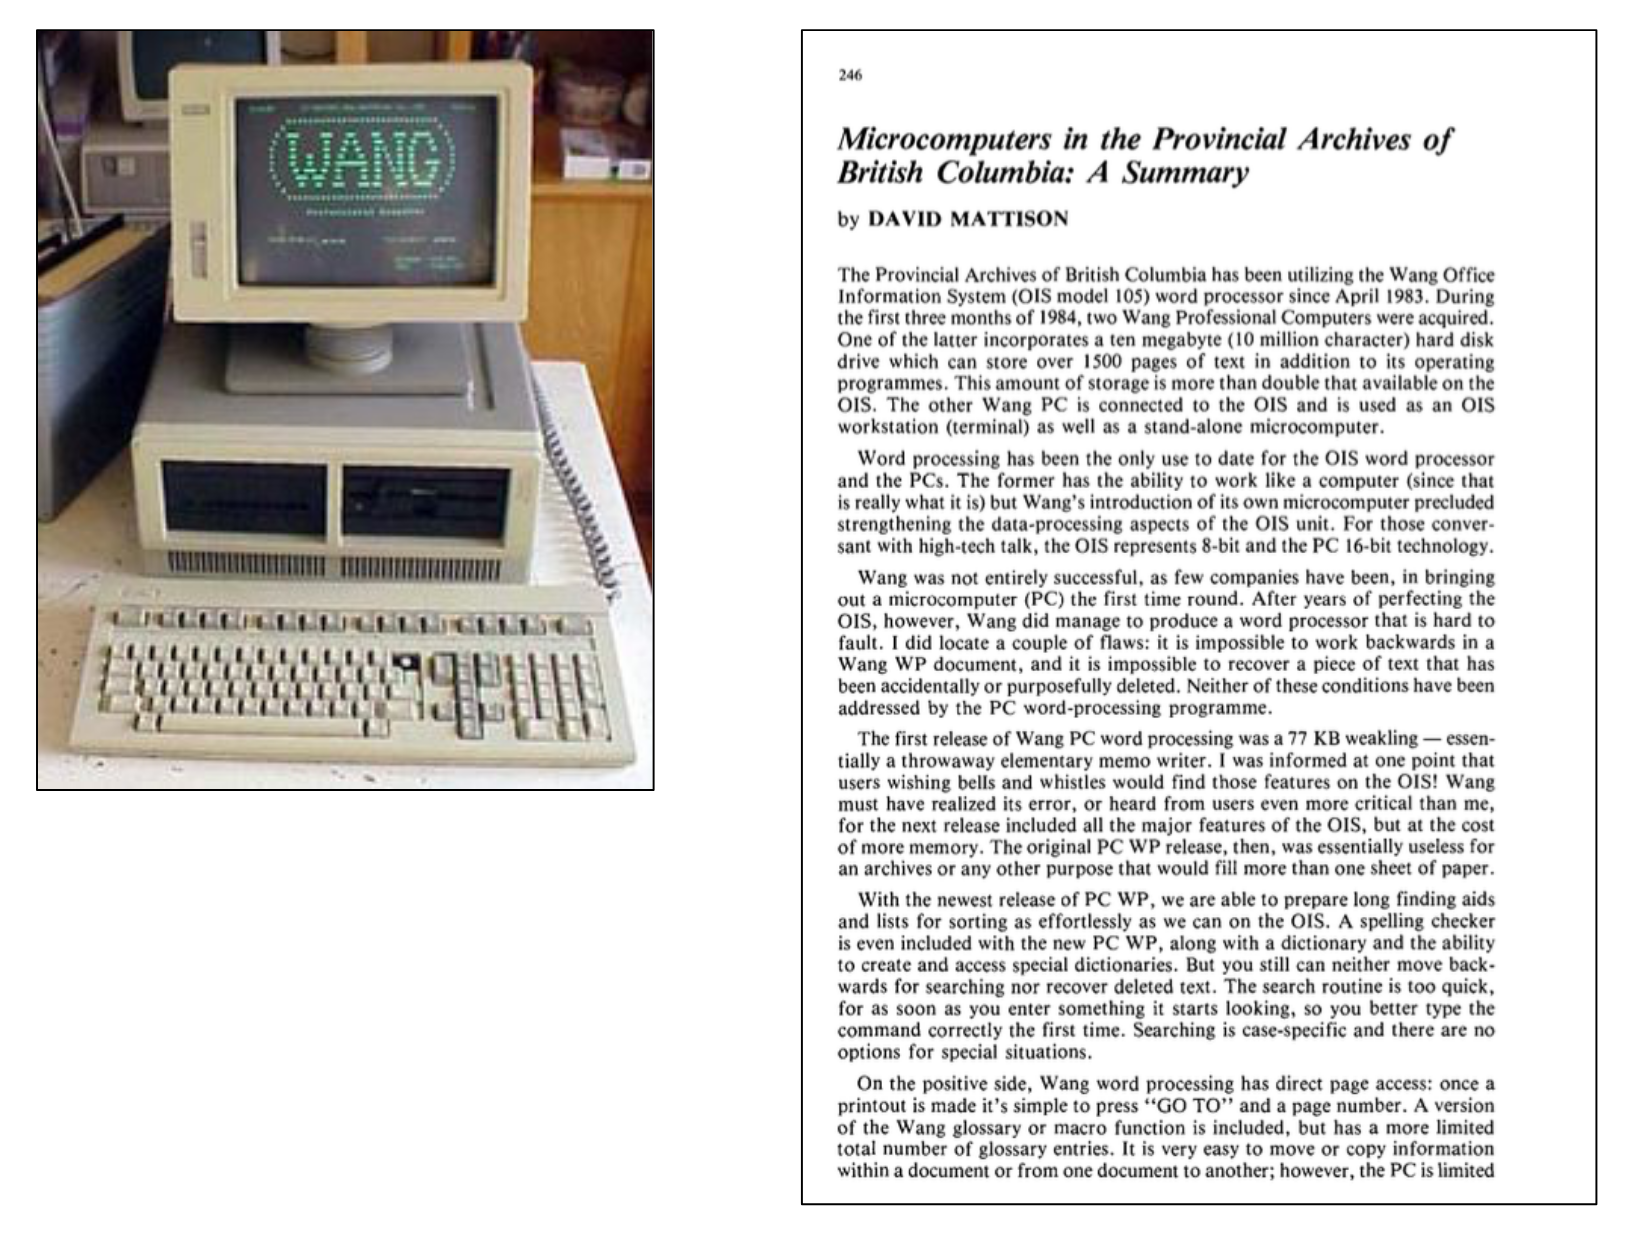 WANG
Professional Computer
246
Microcomputers in the Provincial Archives of
British Columbia: A Summary
by DAVID MATTISON
The Provincial Archives of British Columbia has been utilizing the Wang Office
Information System (OIS model 105) word processor since April 1983. During
the first three months of 1984, two Wang Professional Computers were acquired.
One of the latter incorporates a ten megabyte (10 million character) hard disk
drive which can store over 1500 pages of text in addition to its operating
programmes. This amount of storage is more than double that available on the
OIS. The other Wang PC is connected to the OIS and is used as an OIS
workstation (terminal) as well as a stand-alone microcomputer.
Word processing has been the only use to date for the OIS word processor
and the PCs. The former has the ability to work like a computer (since that
is really what it is) but Wang's introduction of its own microcomputer precluded
strengthening the data-processing aspects of the OIS unit. For those conver-
sant with high-tech talk, the OIS represents 8-bit and the PC 16-bit technology.
Wang was not entirely successful, as few companies have been, in bringing
out a microcomputer (PC) the first time round. After years of perfecting the
OIS, however, Wang did manage to produce a word processor that is hard to
fault. I did locate a couple of flaws: it is impossible to work backwards in a
Wang WP document, and it is impossible to recover a piece of text that has
been accidentally or purposefully deleted. Neither of these conditions have been
addressed by the PC word-processing programme.
The first release of Wang PC word processing was a 77 KB weakling — essen-
tially a throwaway elementary memo writer. I was informed at one point that
users wishing bells and whistles would find those features on the OIS! Wang
must have realized its error, or heard from users even more critical than me,
for the next release included all the major features of the OIS, but at the cost
of more memory. The original PC WP release, then, was essentially useless for
an archives or any other purpose that would fill more than one sheet of paper.
With the newest release of PC WP, we are able to prepare long finding aids
and lists for sorting as effortlessly as we can on the OIS. A spelling checker
is even included with the new PC WP, along with a dictionary and the ability
to create and access special dictionaries. But you still can neither move back-
wards for searching nor recover deleted text. The search routine is too quick,
for as soon as you enter something it starts looking, so you better type the
command correctly the first time. Searching is case-specific and there are no
options for special situations.
On the positive side, Wang word processing has direct page access: once a
printout is made it's simple to press “GO TO” and a page number. A version
of the Wang glossary or macro function is included, but has a more limited
total number of glossary entries. It is very easy to move or copy information
within a document or from one document to another; however, the PC is limited